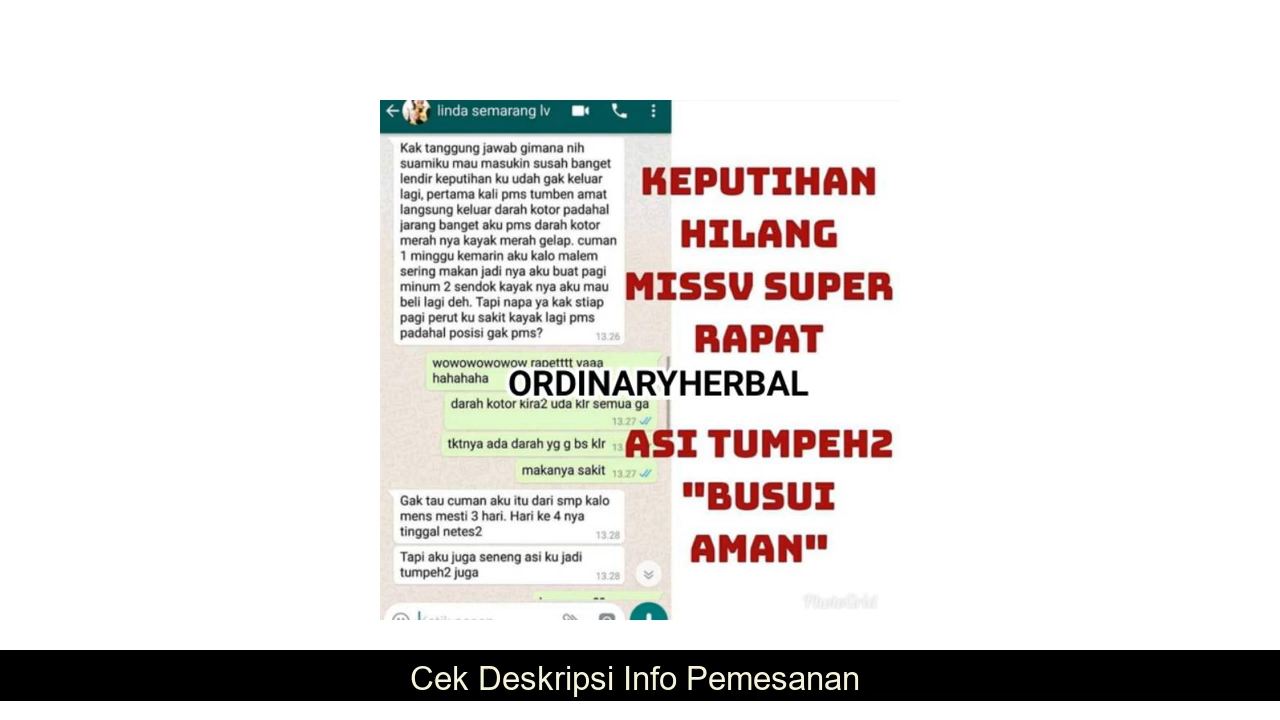 linda semarang lv
Kak tanggung jawab gimana nih
suamiku mau masukin susah banget
lendir keputihan ku udah gak keluar
lagi, pertama kali pms tumben amat
langsung keluar darah kotor padahal
jarang banget aku pms darah kotor
merah nya kayak merah gelap. cuman
1 minggu kemarin aku kalo malem
sering makan jadi nya aku buat pagi
minum 2 sendok kayak nya aku mau
beli lagi deh. Tapi napa ya kak stiap
pagi perut ku sakit kayak lagi pms
padahal posisi gak pms?
13.26
wowowowowow rapetttt yaaa
hahahaha
darah kotor kira2 uda klr semua ga
13.27
tktnya ada darah yg g bs klr
makanya sakit 13.27
Gak tau cuman aku itu dari smp kalo
mens mesti 3 hari. Hari ke 4 nya
tinggal netes2
13.28
Tapi aku juga seneng asi ku jadi
tumpeh2 juga
13.28
KEPUTIHAN
HILANG
MISSV SUPER
RAPAT
ORDINARYHERBAL
ASI TUMPEH2
"BUSUI
AMAN"
PhotoGrid
Cek Deskripsi Info Pemesanan